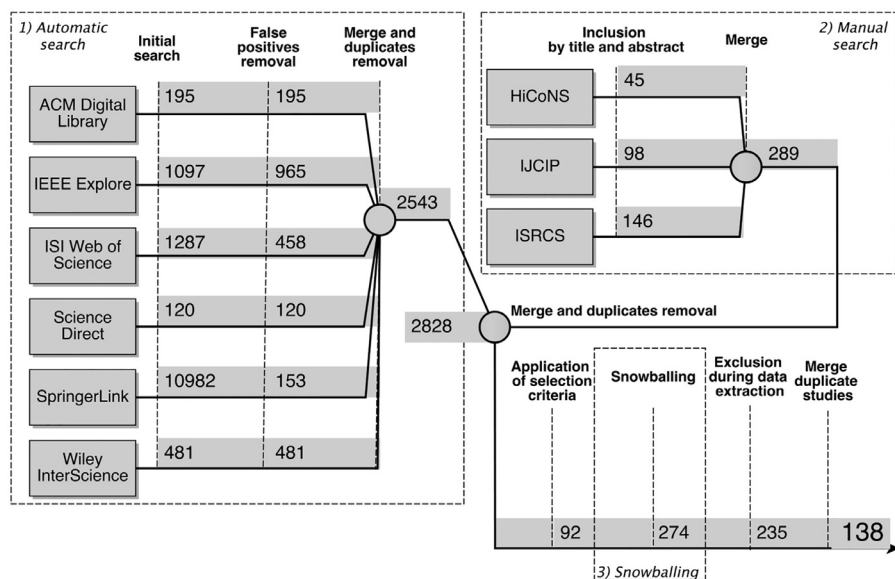 1) Automatic
search
Initial
search
False
positives
removal
Merge and
duplicates
removal
ACM Digital
Library
195
195
IEEE Explore
1097
965
ISI Web of
Science
1287
458
Science
Direct
120
120
SpringerLink
10982
153
Wiley
InterScience
481
481
2543
2) Manual
search
Inclusion
by title and abstract
Merge
HiCoNS
45
IJCIP
98
ISRCS
146
289
Merge and duplicates removal
2828
Application
of selection
criteria
Snowballing
Exclusion
during data
extraction
Merge
duplicate
studies
92
274
235
138
3) Snowballing